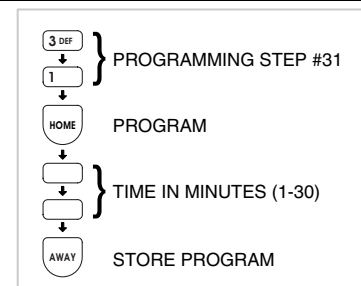 3 DEF
1
PROGRAMMING STEP #31
HOME
PROGRAM
TIME IN MINUTES (1-30)
AWAY
STORE PROGRAM